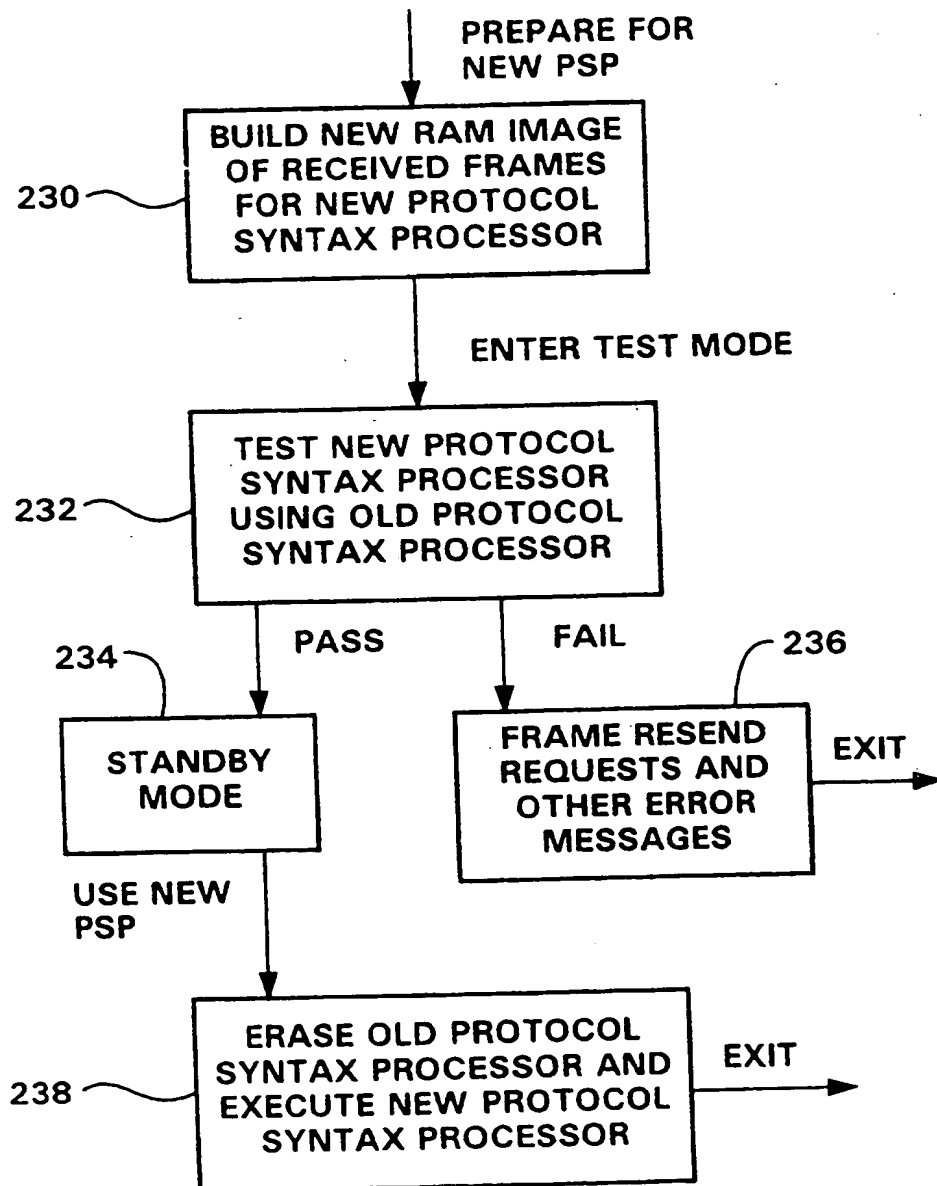 PREPARE FOR
NEW PSP
BUILD NEW RAM IMAGE
OF RECEIVED FRAMES
FOR NEW PROTOCOL
SYNTAX PROCESSOR
230
ENTER TEST MODE
TEST NEW PROTOCOL
SYNTAX PROCESSOR
USING OLD PROTOCOL
SYNTAX PROCESSOR
232
PASS
FAIL
234
236
STANDBY
MODE
FRAME RESEND
REQUESTS AND
OTHER ERROR
MESSAGES
EXIT
USE NEW
PSP
ERASE OLD PROTOCOL
SYNTAX PROCESSOR AND
EXECUTE NEW PROTOCOL
SYNTAX PROCESSOR
238
EXIT